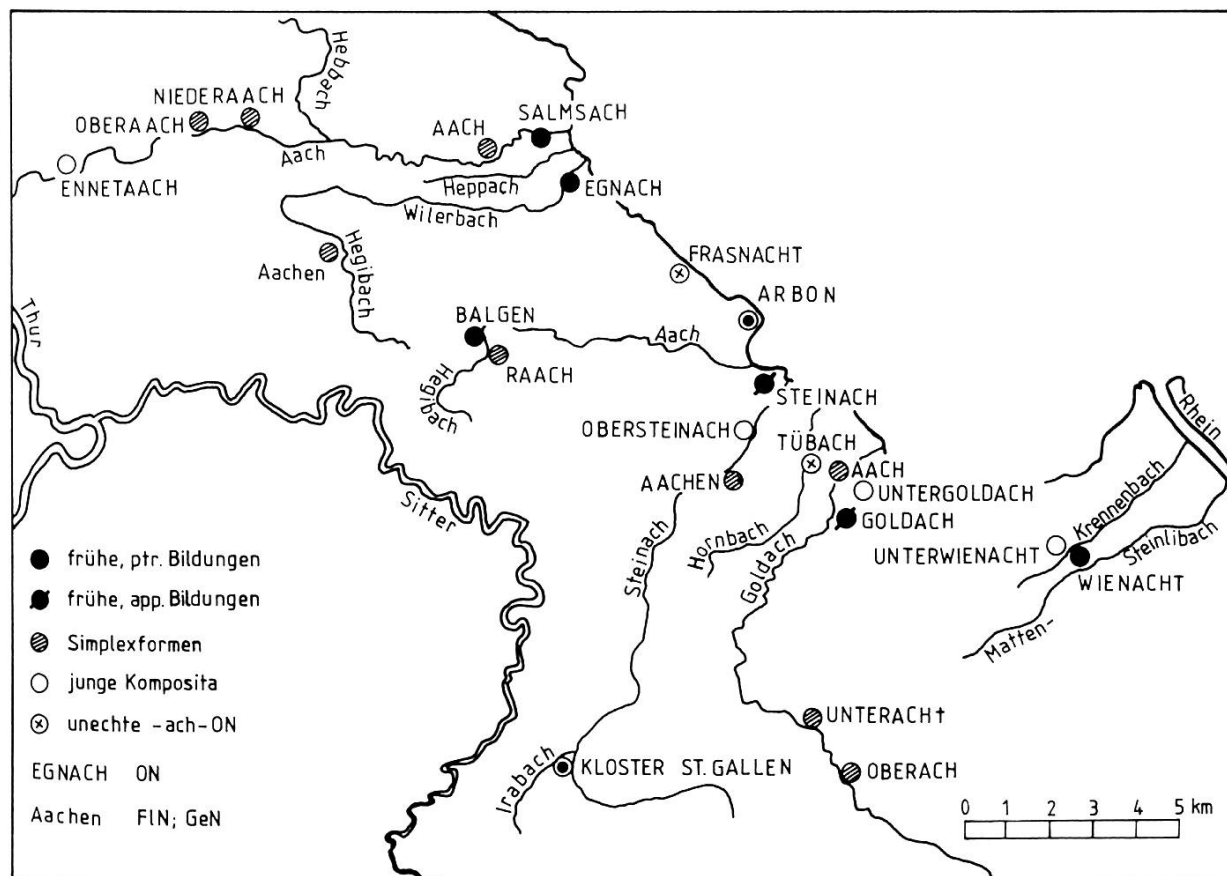 Hebbach
NIEDERAACH
OBERAACH
SALMSACH
AACH
Aach
ENNETAACH
Heppach
EGNACH
Wilerbach
Hegibach
FRASNACHT
Aachen
ARBON
Thur
BALGEN
Aach
RAACH
Hegibach
STEINACH
Rhein
OBERSTEINACH
TÜBACH
AACH
AACHEN
UNTERGOLDACH
Krennenbach
Sitter
GOLDACH
Hornbach
UNTERWIENACHT
Steinlibach
Steinach
Goldach
WIENACHT
Matten-
frühe, ptr. Bildungen
frühe, app. Bildungen
Simplexformen
junge Komposita
unechte -ach-ON
EGNACH ON
Aachen FlN; GeN
UNTERACH†
Irabach
KLOSTER ST. GALLEN
OBERACH
0 1 2 3 4 5 km